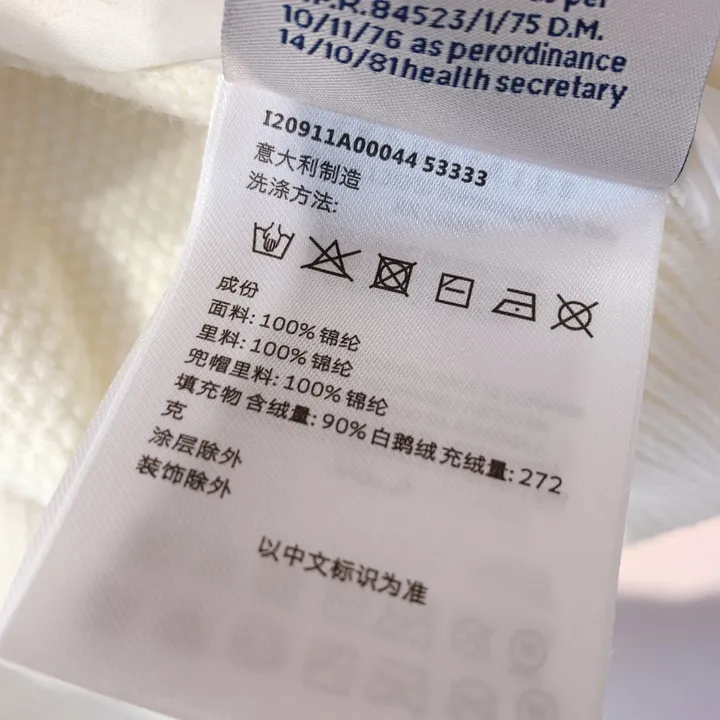 84523/1/75 D.M.
10/11/76 as perordinance
14/10/81health secretary
I20911A00044 53333
意大利制造
洗涤方法:
成份
面料: 100% 锦纶
里料: 100% 锦纶
兜帽里料: 100% 锦纶
填充物 含绒量: 90% 白鹅绒 充绒量: 272
克
涂层除外
装饰除外
以中文标识为准